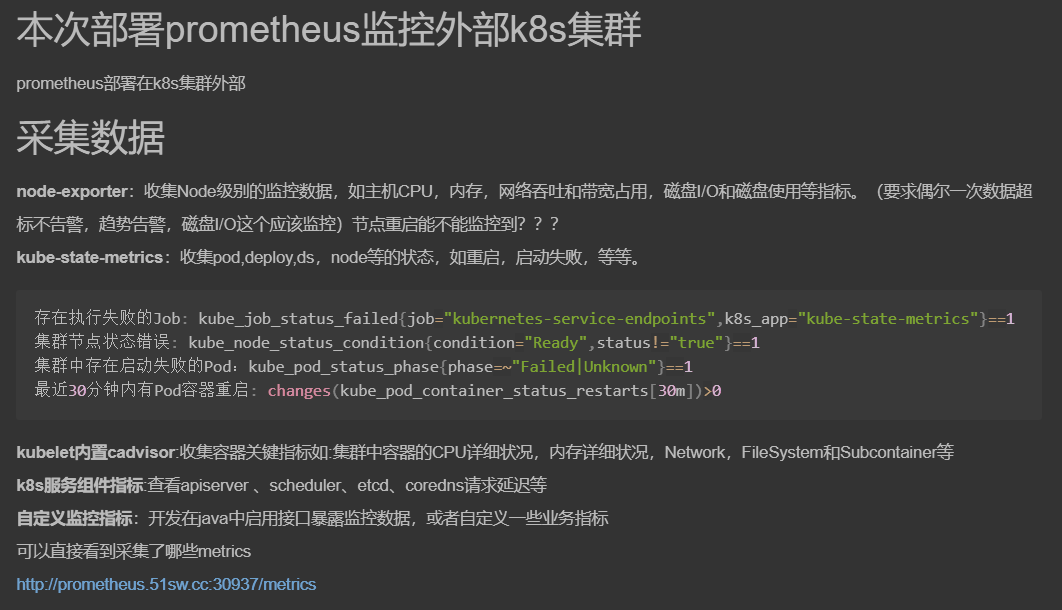 本次部署prometheus监控外部k8s集群
prometheus部署在k8s集群外部
采集数据
node-exporter：收集Node级别的监控数据，如主机CPU，内存，网络吞吐和带宽占用，磁盘I/O和磁盘使用等指标。（要求偶尔一次数据超
标不告警，趋势告警，磁盘I/O这个应该监控）节点重启能不能监控到？？？
kube-state-metrics：收集pod,deploy,ds，node等的状态，如重启，启动失败，等等。
存在执行失败的Job: kube_job_status_failed{job="kubernetes-service-endpoints",k8s_app="kube-state-metrics"}==1
集群节点状态错误: kube_node_status_condition{condition="Ready",status!="true"}==1
集群中存在启动失败的Pod：kube_pod_status_phase{phase=~"Failed|Unknown"}==1
最近30分钟内有Pod容器重启: changes(kube_pod_container_status_restarts[30m])>0
kubelet内置cadvisor:收集容器关键指标如:集群中容器的CPU详细状况，内存详细状况，Network，FileSystem和Subcontainer等
k8s服务组件指标:查看apiserver 、scheduler、etcd、coredns请求延迟等
自定义监控指标：开发在java中启用接口暴露监控数据，或者自定义一些业务指标
可以直接看到采集了哪些metrics
http://prometheus.51sw.cc:30937/metrics